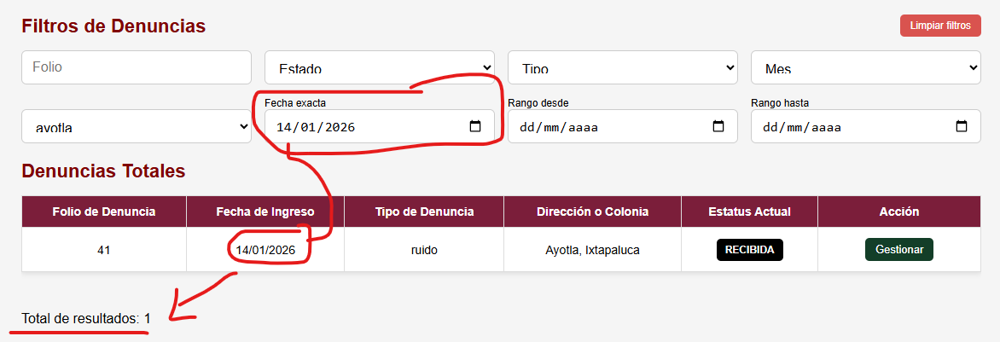 Filtros de Denuncias
Limpiar filtros
Folio
Estado
Tipo
Mes
Fecha exacta
Rango desde
Rango hasta
ayotla
14/01/2026
dd/mm/aaaa
dd/mm/aaaa
Denuncias Totales
Folio de Denuncia
Fecha de Ingreso
Tipo de Denuncia
Dirección o Colonia
Estatus Actual
Acción
41
14/01/2026
ruido
Ayotla, Ixtapaluca
RECIBIDA
Gestionar
Total de resultados: 1